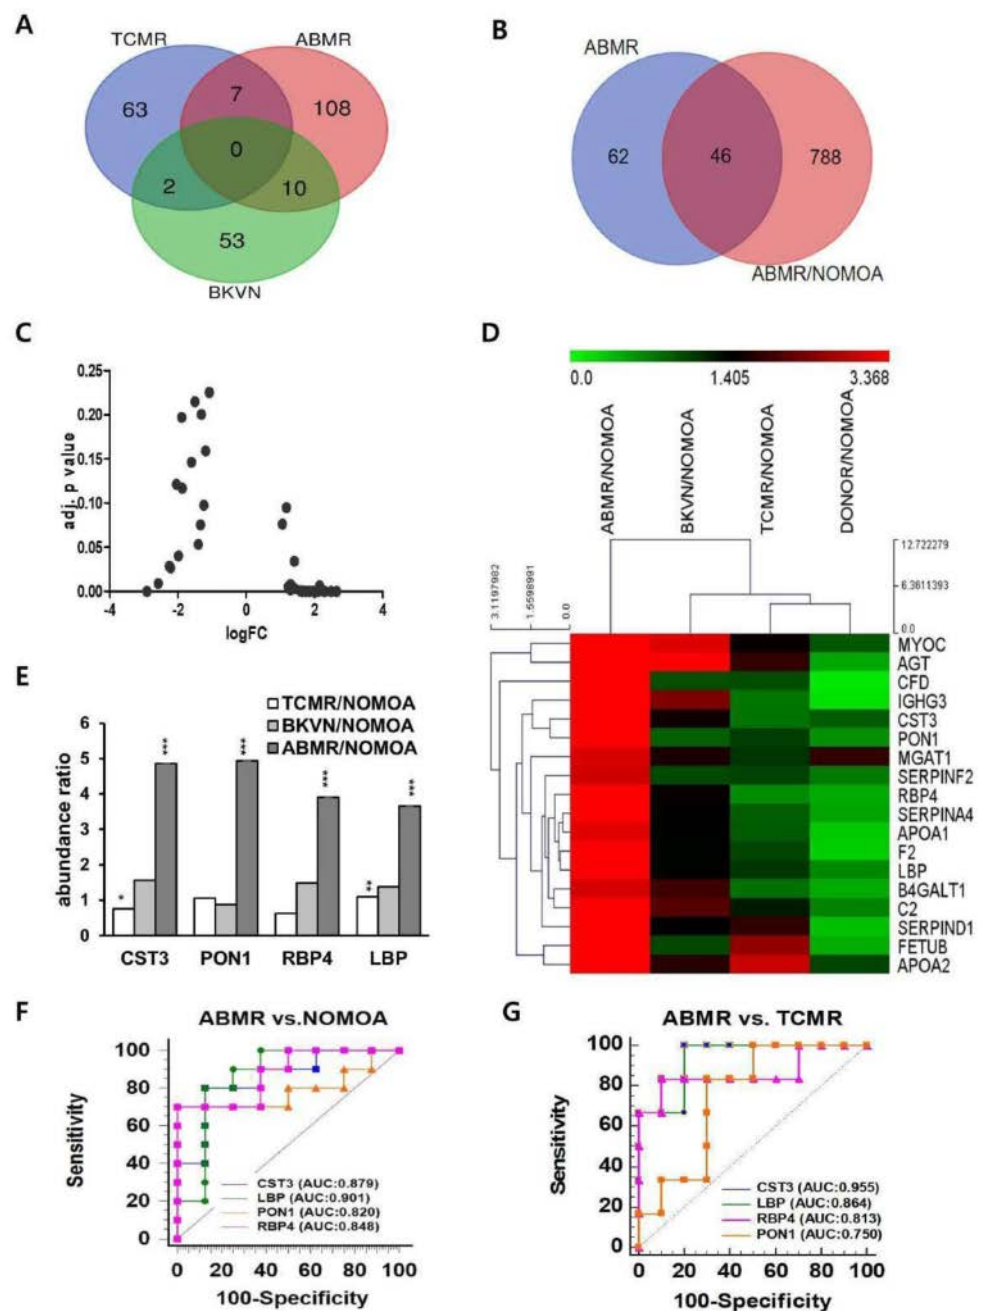 A
TCMR
ABMR
63
7
108
0
2
10
53
BKVN
B
ABMR
62
46
788
ABMR/NOMOA
C
0.25
0.20
0.15
0.10
0.05
0.00
adj. p value
-4
-2
0
2
4
logFC
D
0.0
1.405
3.368
ABMR/NOMOA
BKVN/NOMOA
TCMR/NOMOA
DONOR/NOMOA
12.722279
6.3611393
0.0
3.1197982
1.5598991
0.0
MYOC
AGT
CFD
IGHG3
CST3
PON1
MGAT1
SERPINF2
RBP4
SERPINA4
APOA1
F2
LBP
B4GALT1
C2
SERPIND1
FETUB
APOA2
E
TCMR/NOMOA
BKVN/NOMOA
ABMR/NOMOA
abundance ratio
6
5
4
3
2
1
0
*
***
***
***
**
***
CST3
PON1
RBP4
LBP
F
ABMR vs.NOMOA
Sensitivity
100
80
60
40
20
0
CST3 (AUC:0.879)
LBP (AUC:0.901)
PON1 (AUC:0.820)
RBP4 (AUC:0.848)
0
20
40
60
80
100
100-Specificity
G
ABMR vs. TCMR
Sensitivity
100
80
60
40
20
0
CST3 (AUC:0.955)
LBP (AUC:0.864)
RBP4 (AUC:0.813)
PON1 (AUC:0.750)
0
20
40
60
80
100
100-Specificity